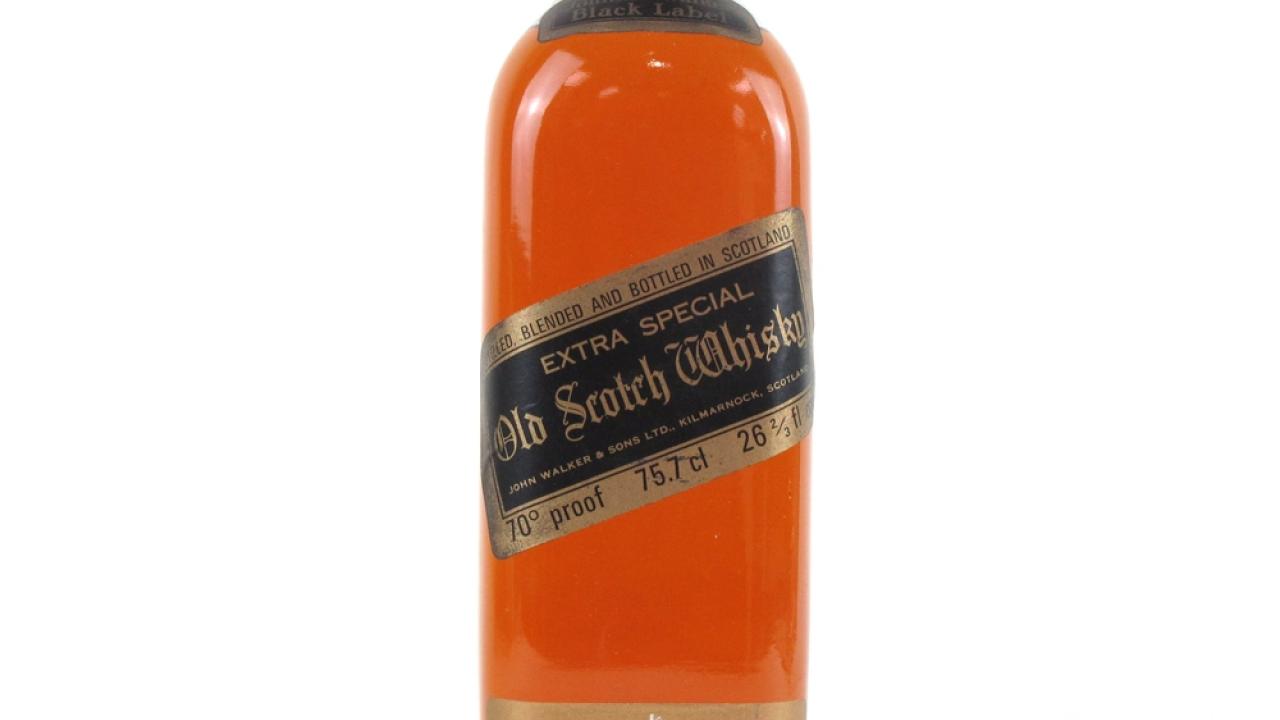 Black Label
BLENDED AND BOTTLED IN SCOTLAND
EXTRA SPECIAL
Old Scotch Whisky
JOHN WALKER & SONS LTD., KILMARNOCK, SCOTLAND
70° proof 75.7 cl 26 ⅔ fl